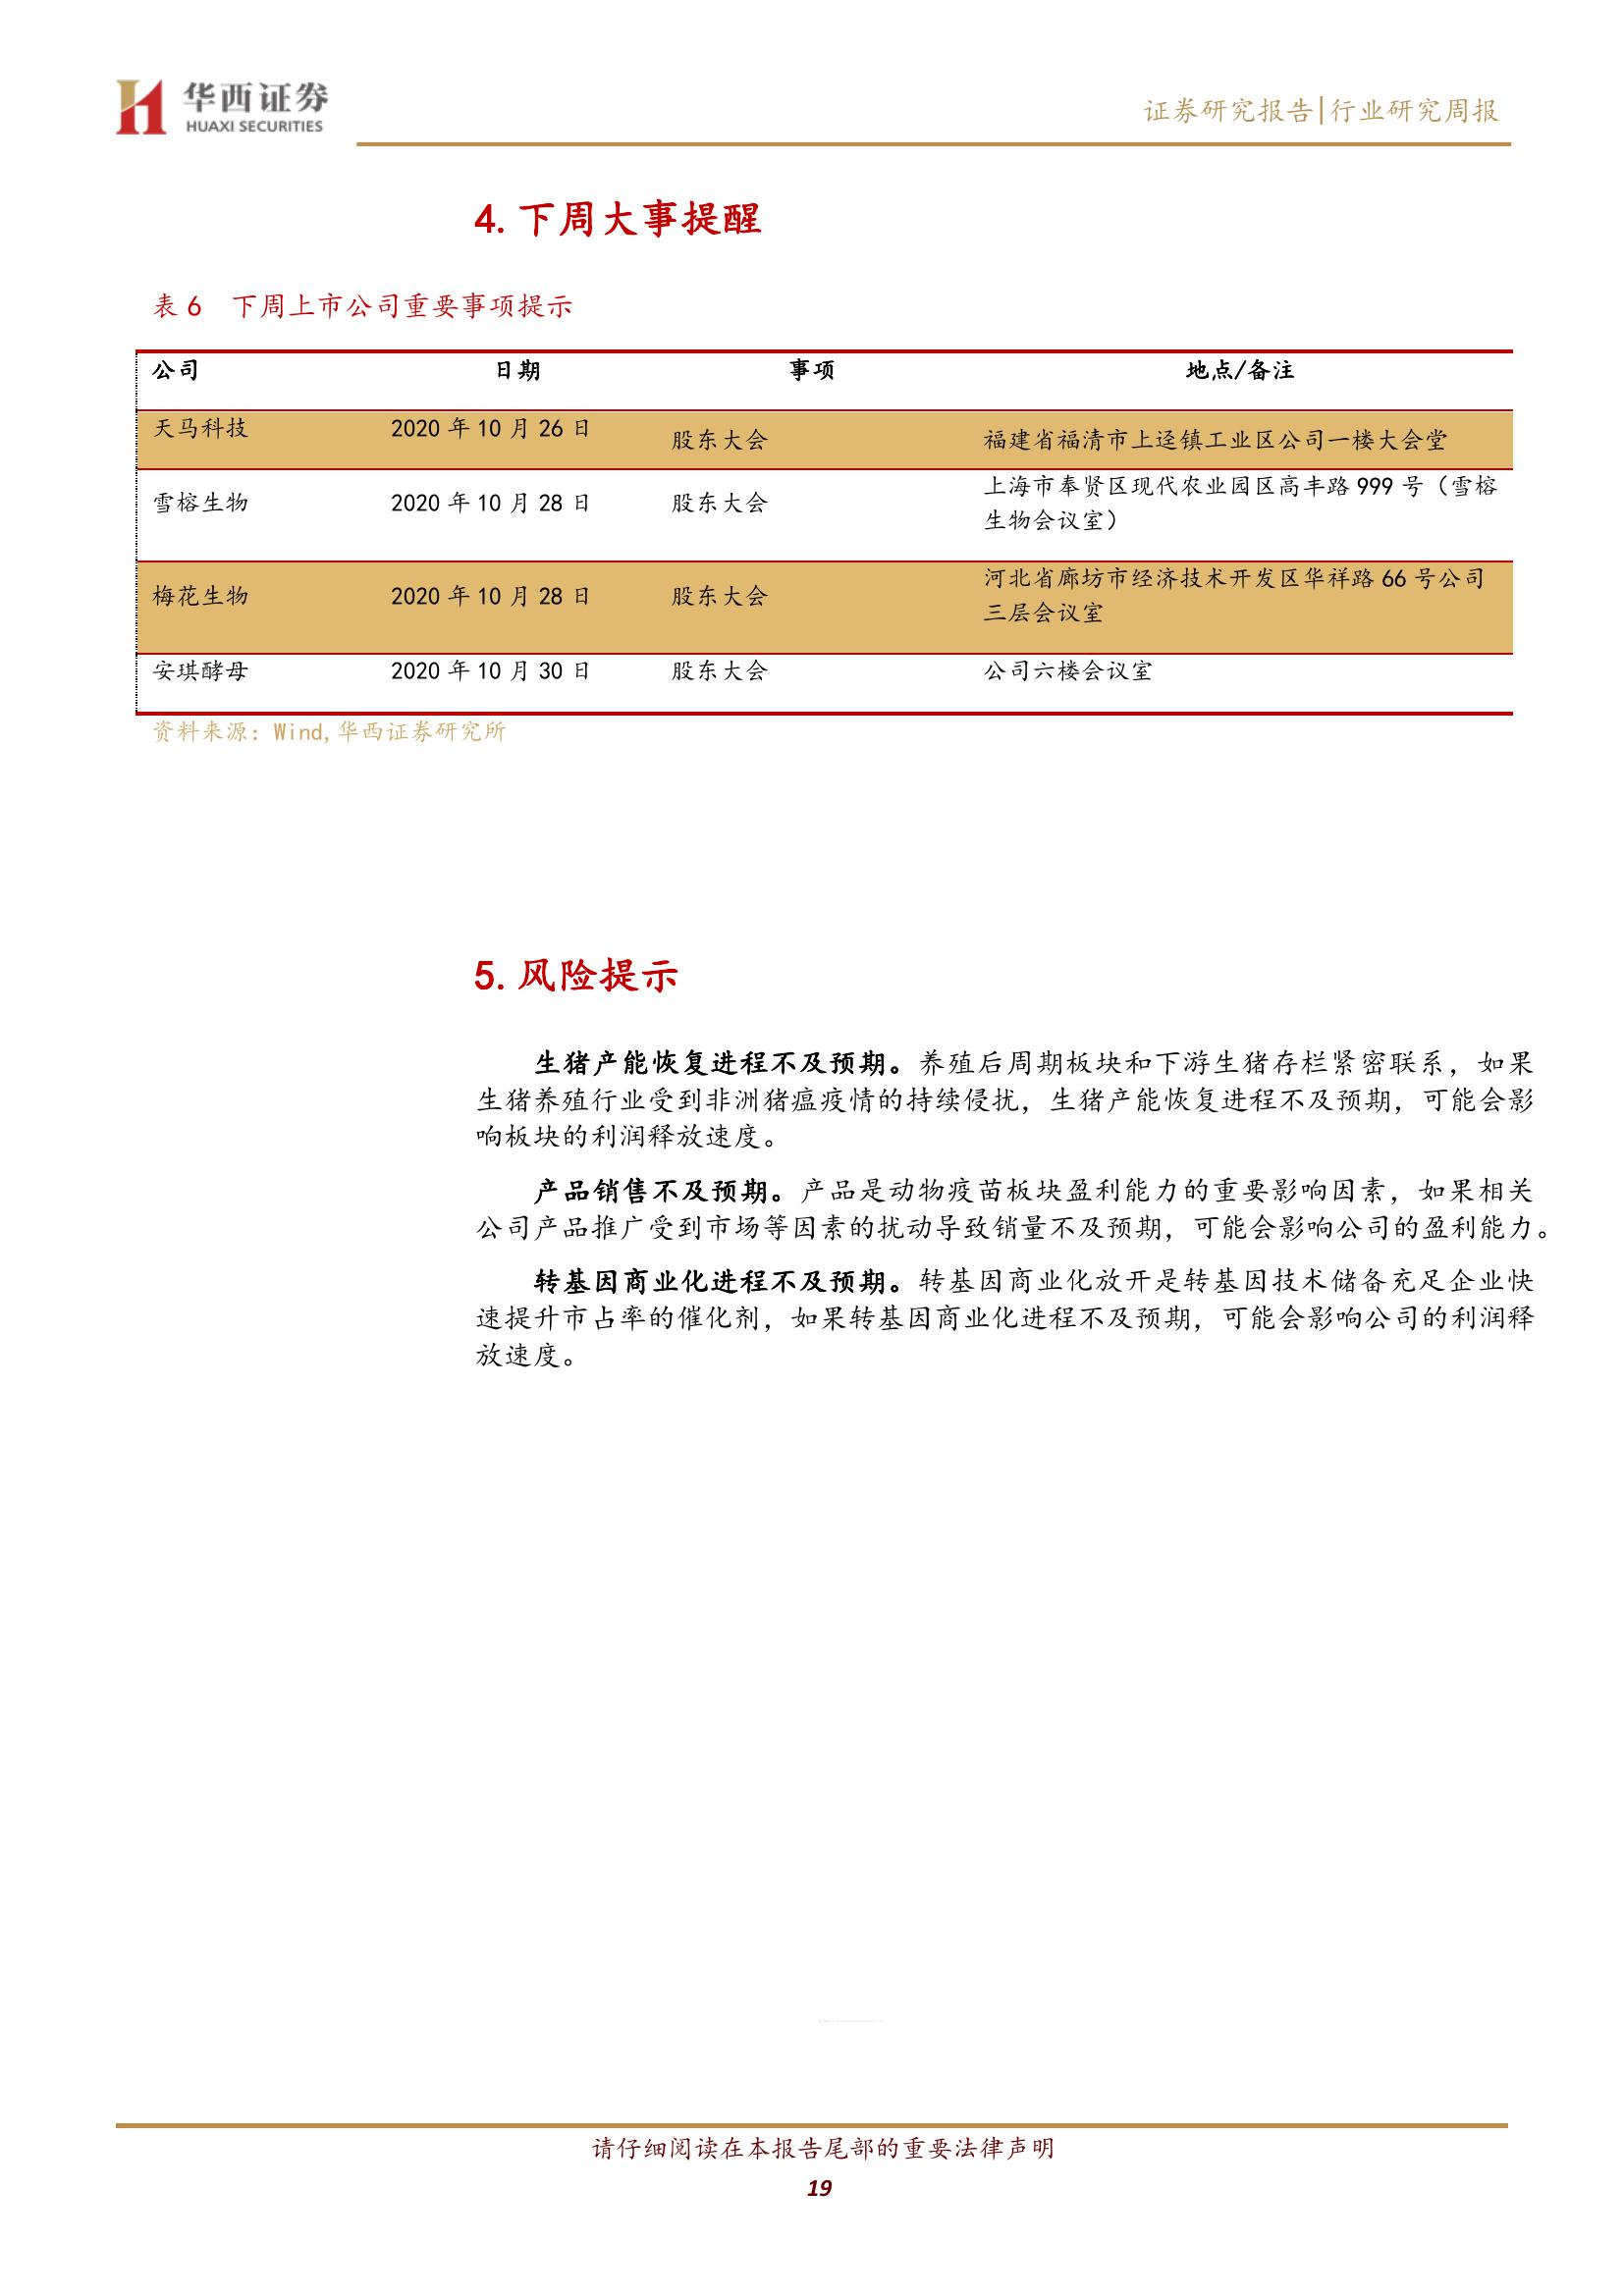 华西证券
HUAXI SECURITIES
证券研究报告|行业研究周报
4. 下周大事提醒
表 6 下周上市公司重要事项提示
公司 日期 事项 地点/备注
天马科技 2020 年 10 月 26 日 股东大会 福建省福清市上迳镇工业区公司一楼大会堂
雪榕生物 2020 年 10 月 28 日 股东大会 上海市奉贤区现代农业园区高丰路 999 号（雪榕
生物会议室）
梅花生物 2020 年 10 月 28 日 股东大会 河北省廊坊市经济技术开发区华祥路 66 号公司
三层会议室
安琪酵母 2020 年 10 月 30 日 股东大会 公司六楼会议室
资料来源：Wind,华西证券研究所
5. 风险提示
生猪产能恢复进程不及预期。养殖后周期板块和下游生猪存栏紧密联系，如果
生猪养殖行业受到非洲猪瘟疫情的持续侵扰，生猪产能恢复进程不及预期，可能会影
响板块的利润释放速度。
产品销售不及预期。产品是动物疫苗板块盈利能力的重要影响因素，如果相关
公司产品推广受到市场等因素的扰动导致销量不及预期，可能会影响公司的盈利能力。
转基因商业化进程不及预期。转基因商业化放开是转基因技术储备充足企业快
速提升市占率的催化剂，如果转基因商业化进程不及预期，可能会影响公司的利润释
放速度。
请仔细阅读在本报告尾部的重要法律声明
19